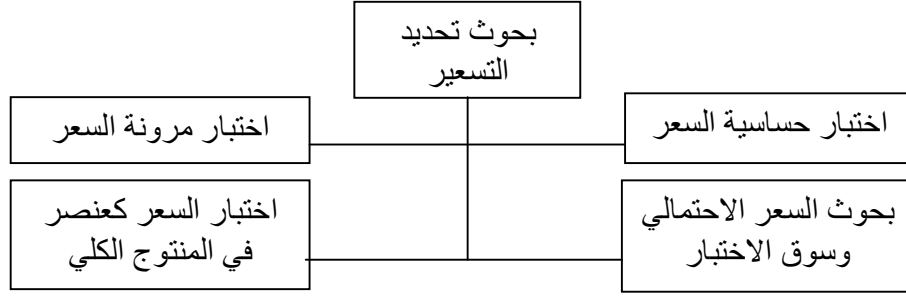 بحوث تحديد
التسعير
اختبار حساسية السعر
اختبار مرونة السعر
بحوث السعر الاحتمالي
وسوق الاختبار
اختبار السعر كعنصر
في المنتوج الكلي